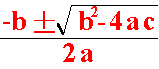 -b ± √b²-4ac
2a